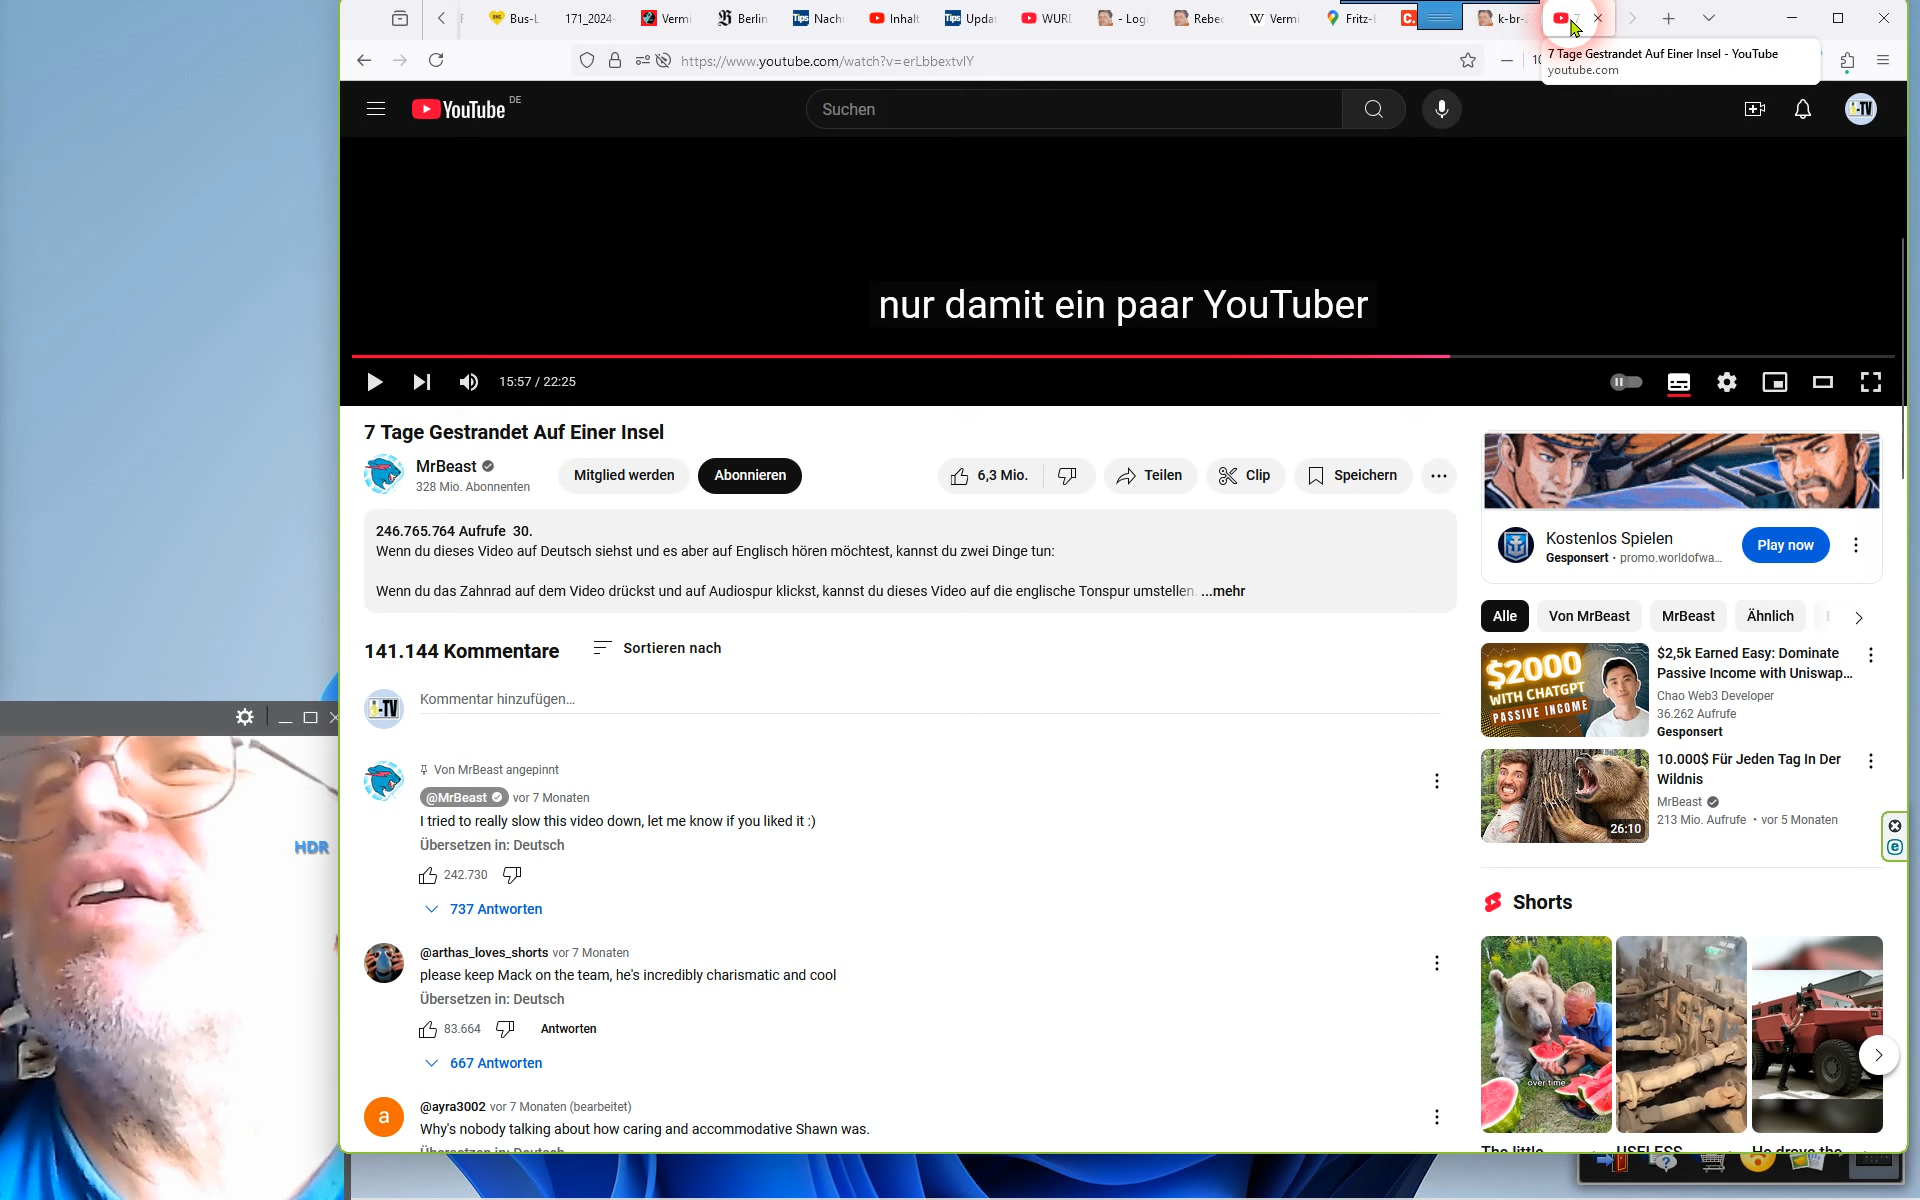 Bus-L
171_2024-
Vermi
Berlin
Nach
Inhalt
Upda
WURI
- Logi
Rebec
Vermi
Fritz-
k-br-
7
https://www.youtube.com/watch?v=erLbbextvIY
10
7 Tage Gestrandet Auf Einer Insel - YouTube
youtube.com
YouTube DE
Suchen
i-TV
nur damit ein paar YouTuber
15:57 / 22:25
7 Tage Gestrandet Auf Einer Insel
MrBeast
328 Mio. Abonnenten
Mitglied werden
Abonnieren
6,3 Mio.
Teilen
Clip
Speichern
246.765.764 Aufrufe 30.
Wenn du dieses Video auf Deutsch siehst und es aber auf Englisch hören möchtest, kannst du zwei Dinge tun:
Wenn du das Zahnrad auf dem Video drückst und auf Audiospur klickst, kannst du dieses Video auf die englische Tonspur umstellen. ...mehr
141.144 Kommentare
Sortieren nach
i-TV
Kommentar hinzufügen...
Von MrBeast angepinnt
@MrBeast vor 7 Monaten
I tried to really slow this video down, let me know if you liked it :)
Übersetzen in: Deutsch
242.730
737 Antworten
@arthas_loves_shorts vor 7 Monaten
please keep Mack on the team, he's incredibly charismatic and cool
Übersetzen in: Deutsch
83.664
Antworten
667 Antworten
a
@ayra3002 vor 7 Monaten (bearbeitet)
Why's nobody talking about how caring and accommodative Shawn was.
Übersetzen in: Deutsch
Kostenlos Spielen
Gesponsert · promo.worldofwa...
Play now
Alle
Von MrBeast
MrBeast
Ähnlich
$2000
WITH CHATGPT
PASSIVE INCOME
$2,5k Earned Easy: Dominate
Passive Income with Uniswap...
Chao Web3 Developer
36.262 Aufrufe
Gesponsert
26:10
10.000$ Für Jeden Tag In Der
Wildnis
MrBeast
213 Mio. Aufrufe • vor 5 Monaten
Shorts
over time
The little
USELESS
He drove the
HDR